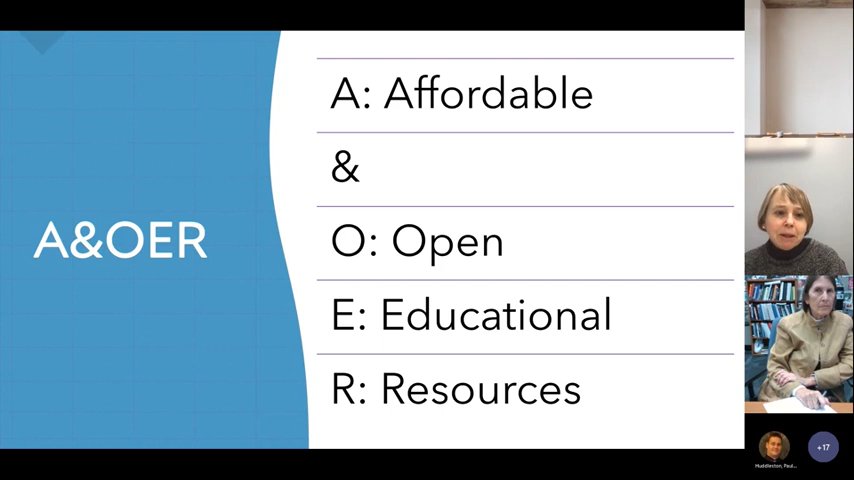 A&OER
A: Affordable
&
O: Open
E: Educational
R: Resources
Huddleston, Paul...
+17